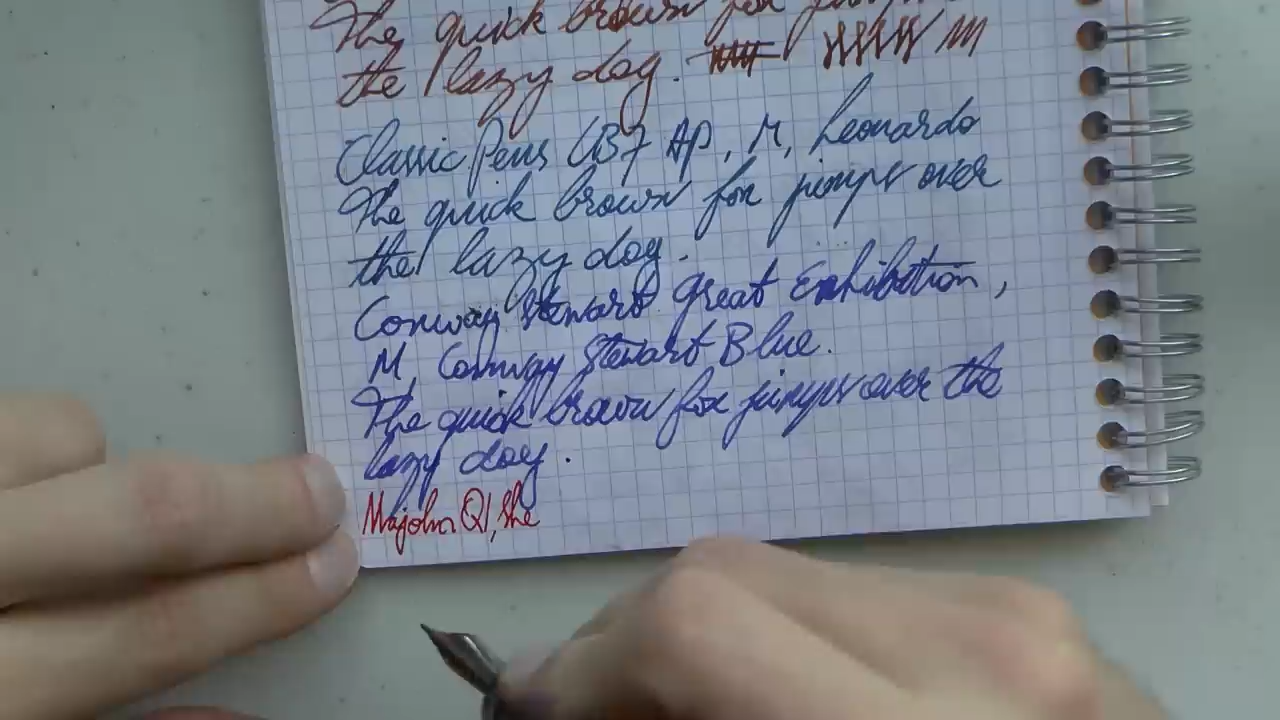 The quick brown fox jumps
the lazy dog.
Classic Pens LB7 AP, M, Leonardo
The quick brown fox jumps over
the lazy dog.
Conway Stewart great Exhibition,
M, Conway Stewart Blue.
The quick brown fox jumps over the
lazy dog.
Majohn Q1, the